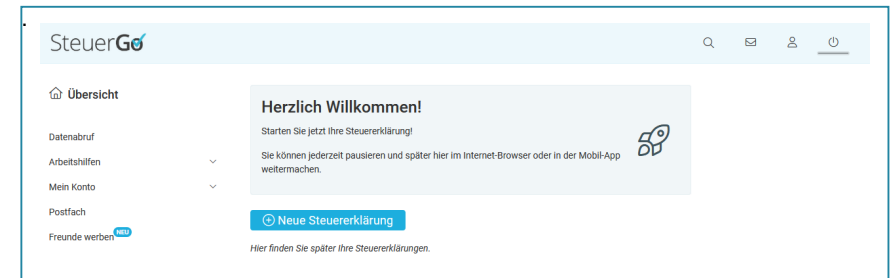 SteuerGo
Übersicht
Datenabruf
Arbeitshilfen
Mein Konto
Postfach
Freunde werben NEU
Herzlich Willkommen!
Starten Sie jetzt Ihre Steuererklärung!
Sie können jederzeit pausieren und später hier im Internet-Browser oder in der Mobil-App
weitermachen.
Neue Steuererklärung
Hier finden Sie später Ihre Steuererklärungen.